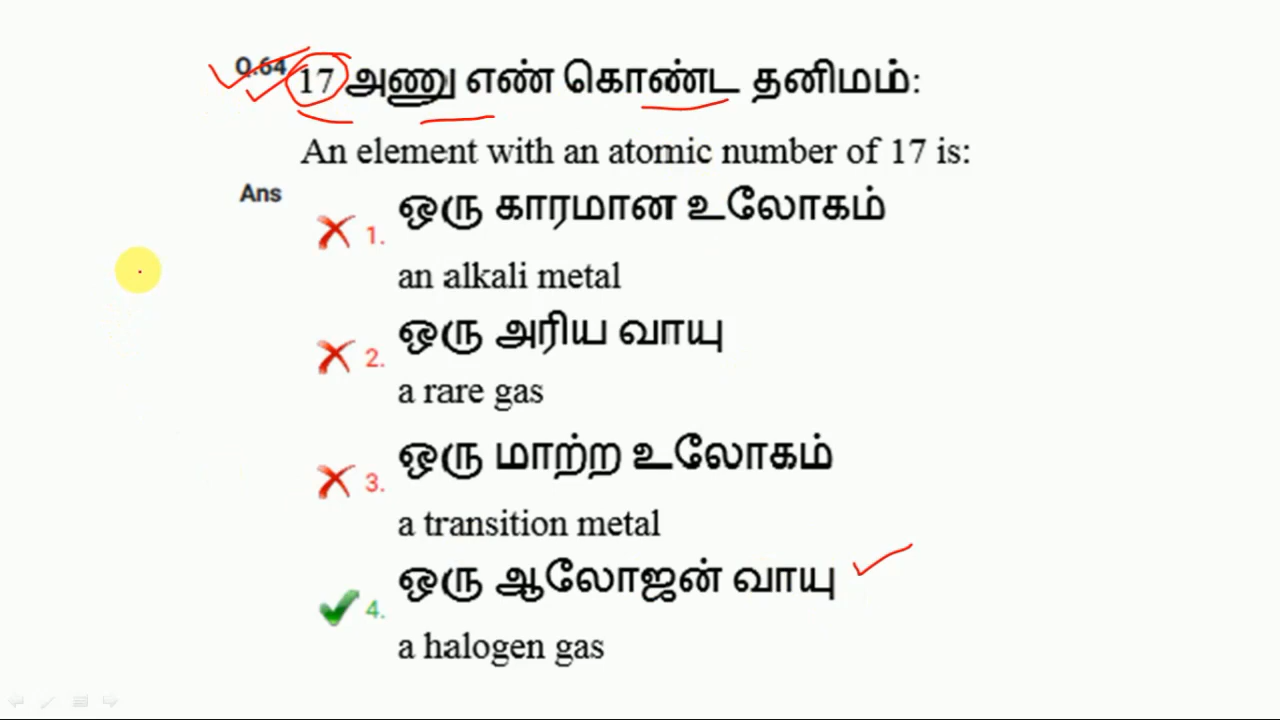 Q.64 17 அணு எண் கொண்ட தனிமம்:
An element with an atomic number of 17 is:
Ans
1. ஒரு காரமான உலோகம்
an alkali metal
2. ஒரு அரிய வாயு
a rare gas
3. ஒரு மாற்ற உலோகம்
a transition metal
4. ஒரு ஆலோஜன் வாயு
a halogen gas